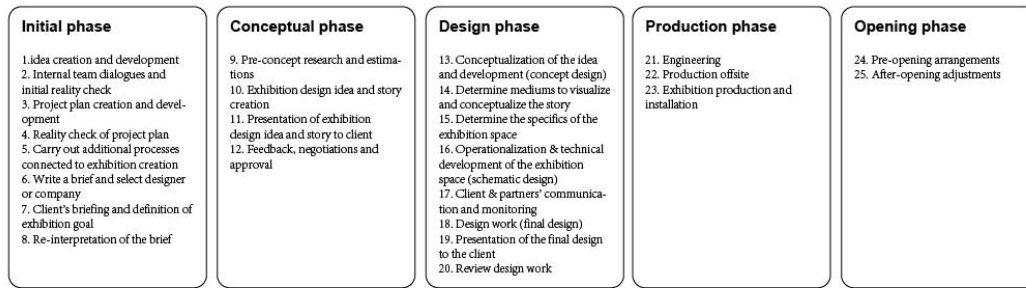 Initial phase
1.idea creation and development
2. Internal team dialogues and
initial reality check
3. Project plan creation and devel-
opment
4. Reality check of project plan
5. Carry out additional processes
connected to exhibition creation
6. Write a brief and select designer
or company
7. Client's briefing and definition of
exhibition goal
8. Re-interpretation of the brief
Conceptual phase
9. Pre-concept research and estima-
tions
10. Exhibition design idea and story
creation
11. Presentation of exhibition
design idea and story to client
12. Feedback, negotiations and
approval
Design phase
13. Conceptualization of the idea
and development (concept design)
14. Determine mediums to visualize
and conceptualize the story
15. Determine the specifics of the
exhibition space
16. Operationalization & technical
development of the exhibition
space (schematic design)
17. Client & partners' communica-
tion and monitoring
18. Design work (final design)
19. Presentation of the final design
to the client
20. Review design work
Production phase
21. Engineering
22. Production offsite
23. Exhibition production and
installation
Opening phase
24. Pre-opening arrangements
25. After-opening adjustments